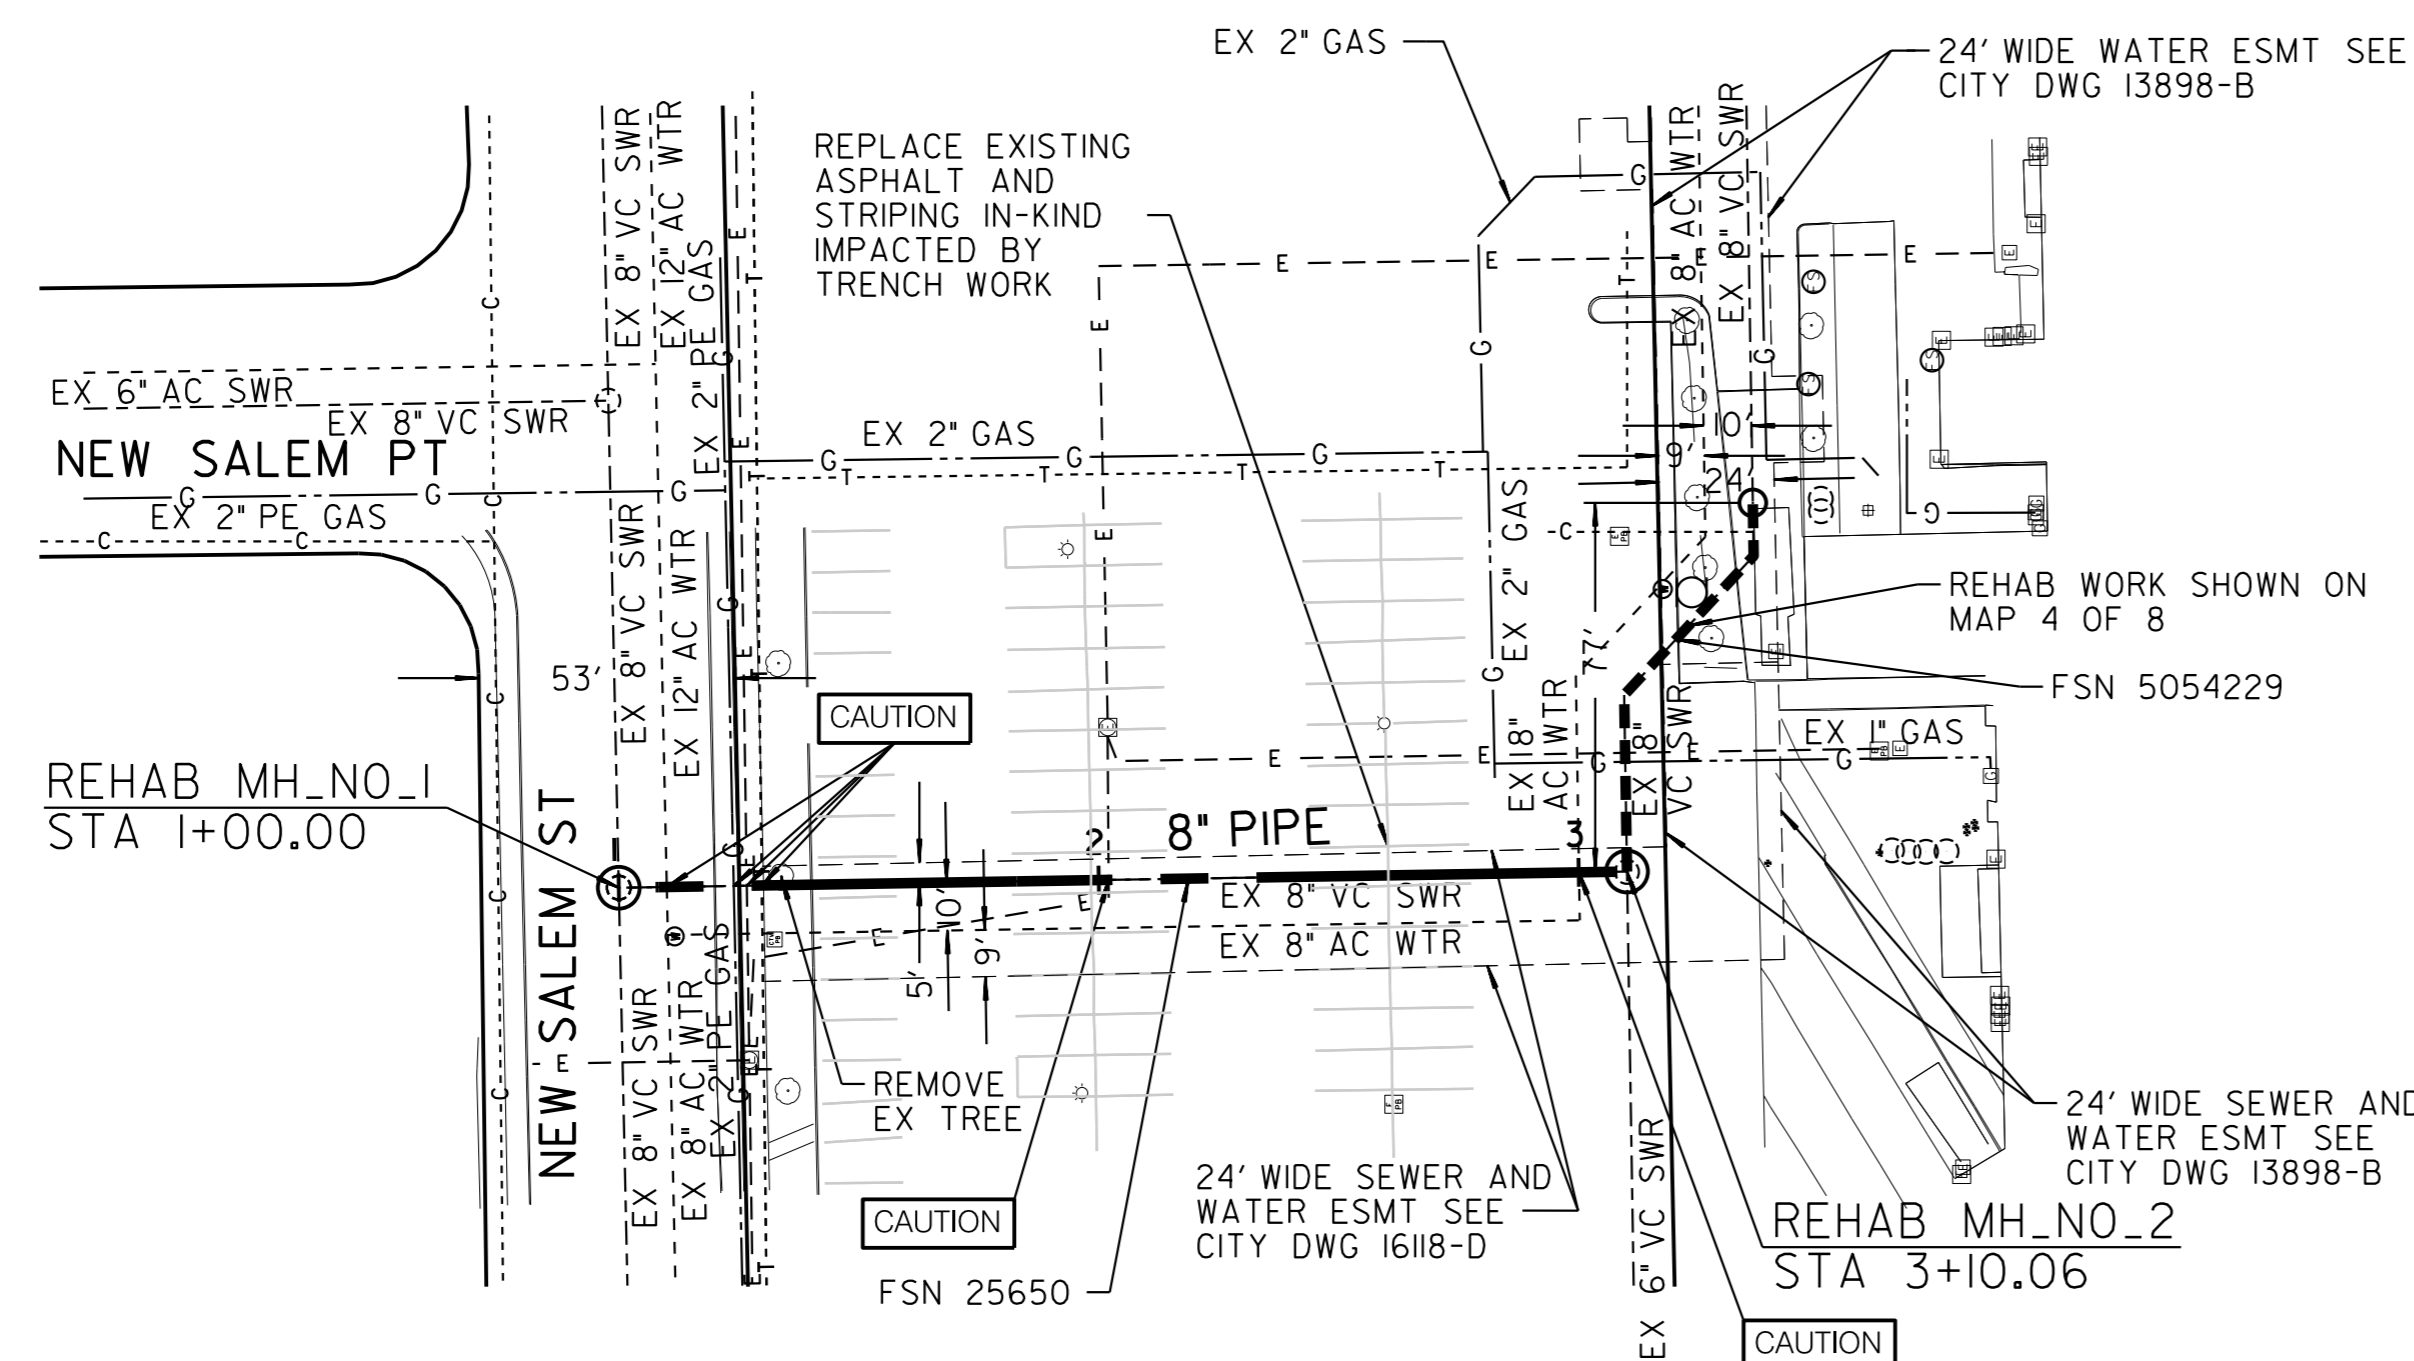 EX 2" GAS
24' WIDE WATER ESMT SEE
CITY DWG 13898-B
REPLACE EXISTING
ASPHALT AND
STRIPING IN-KIND
IMPACTED BY
TRENCH WORK
EX 8" VC SWR
EX 12" AC WTR
EX 2" PE GAS
EX 8" AC WTR
EX 8" VC SWR
EX 6" AC SWR
EX 8" VC SWR
NEW SALEM PT
EX 2" PE GAS
EX 2" GAS
10'
9'
24'
EX 2" GAS
77'
REHAB WORK SHOWN ON
MAP 4 OF 8
FSN 5054229
53'
EX 8" VC SWR
EX 12" AC WTR
CAUTION
REHAB MH_NO_1
STA 1+00.00
NEW SALEM ST
1
2
8" PIPE
3
EX 18"
AC WTR
EX 8"
VC SWR
EX 1" GAS
EX 8" VC SWR
EX 8" AC WTR
10'
5'
9'
EX 8" VC SWR
EX 8" AC WTR
EX 2" PE GAS
REMOVE
EX TREE
CAUTION
FSN 25650
24' WIDE SEWER AND
WATER ESMT SEE
CITY DWG 16118-D
EX 6" VC SWR
24' WIDE SEWER AND
WATER ESMT SEE
CITY DWG 13898-B
REHAB MH_NO_2
STA 3+10.06
CAUTION